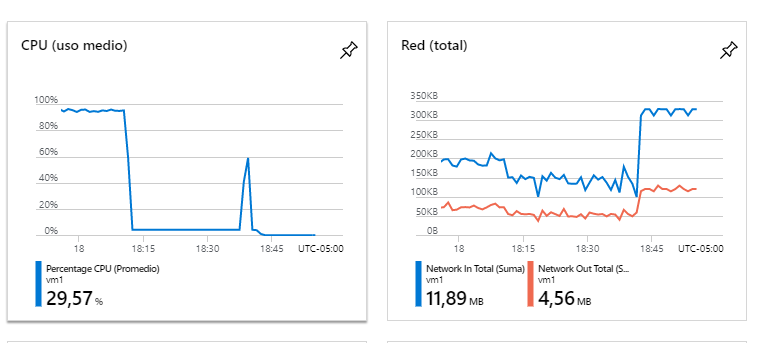 CPU (uso medio)
100%
80%
60%
40%
20%
0%
18
18:15
18:30
18:45
UTC-05:00
Percentage CPU (Promedio)
vm1
29,57 %
Red (total)
350KB
300KB
250KB
200KB
150KB
100KB
50KB
0B
18
18:15
18:30
18:45
UTC-05:00
Network In Total (Suma)
vm1
11,89 MB
Network Out Total (S...
vm1
4,56 MB